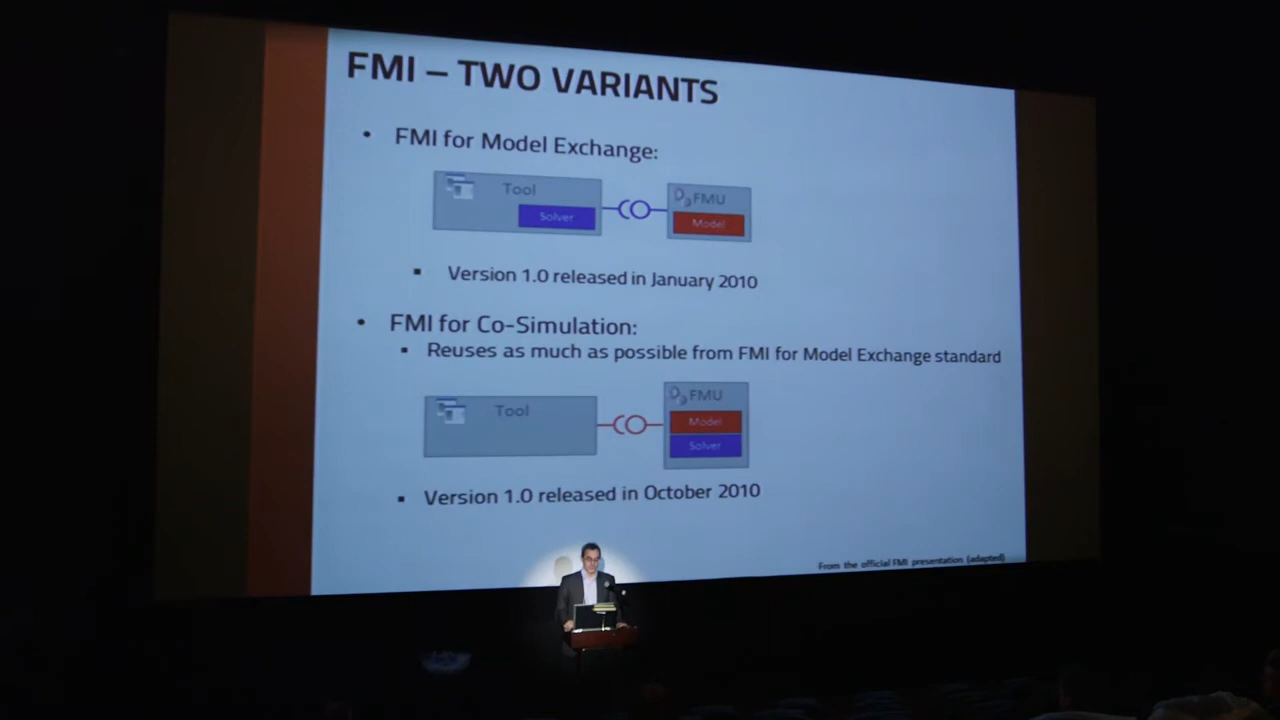 FMI – TWO VARIANTS
• FMI for Model Exchange:
Tool
Solver
FMU
Model
▪ Version 1.0 released in January 2010
• FMI for Co-Simulation:
▪ Reuses as much as possible from FMI for Model Exchange standard
Tool
FMU
Model
Solver
▪ Version 1.0 released in October 2010
From the official FMI presentation (adapted)